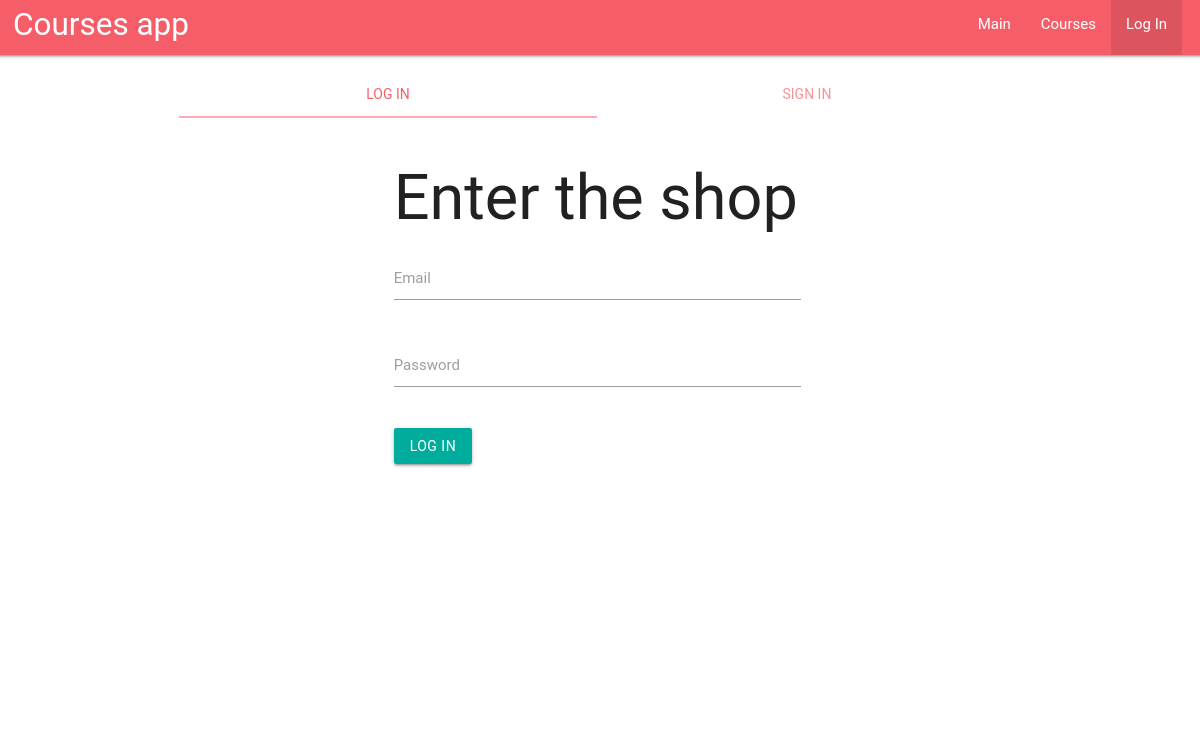 Courses app
Main Courses Log In
LOG IN SIGN IN
Enter the shop
Email
Password
LOG IN